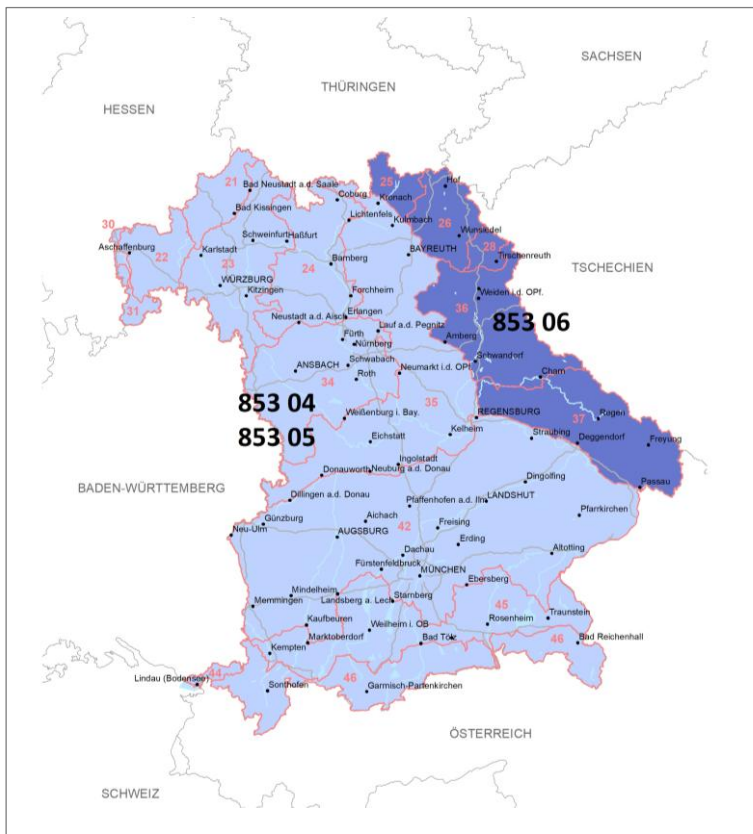 SACHSEN
THÜRINGEN
HESSEN
21
Bad Neustadt a.d. Saale
25
Hof
Coburg
Kronach
Bad Kissingen
Lichtenfels
Kulmbach
26
30
Schweinfurt
Haßfurt
Wunsiedel
28
Aschaffenburg
22
Karlstadt
BAYREUTH
Tirschenreuth
23
24
Bamberg
TSCHECHIEN
WÜRZBURG
Kitzingen
Forchheim
36
Weiden i.d. OPf.
31
Erlangen
Neustadt a.d. Aisch
853 06
Lauf a.d. Pegnitz
Fürth
Nürnberg
Amberg
Schwabach
Schwandorf
ANSBACH
Neumarkt i.d. OPf
Cham
34
Roth
853 04
35
37
Weißenburg i. Bay.
REGENSBURG
Regen
853 05
Eichstatt
Kelheim
Straubing
Deggendorf
Freyung
Ingolstadt
Donauwörth
Neuburg a.d. Donau
Dingolfing
Passau
BADEN-WÜRTTEMBERG
Dillingen a.d. Donau
Pfaffenhofen a.d. Ilm
LANDSHUT
Günzburg
Aichach
42
Pfarrkirchen
Neu-Ulm
AUGSBURG
Freising
Erding
Dachau
Altotting
Fürstenfeldbruck
MÜNCHEN
Ebersberg
Mindelheim
Landsberg a. Lech
Starnberg
Memmingen
45
Traunstein
Kaufbeuren
Weilheim i. OB
Rosenheim
Marktoberdorf
Bad Tölz
46
Bad Reichenhall
Kempten
44
Lindau (Bodensee)
Sonthofen
46
Garmisch-Partenkirchen
ÖSTERREICH
SCHWEIZ